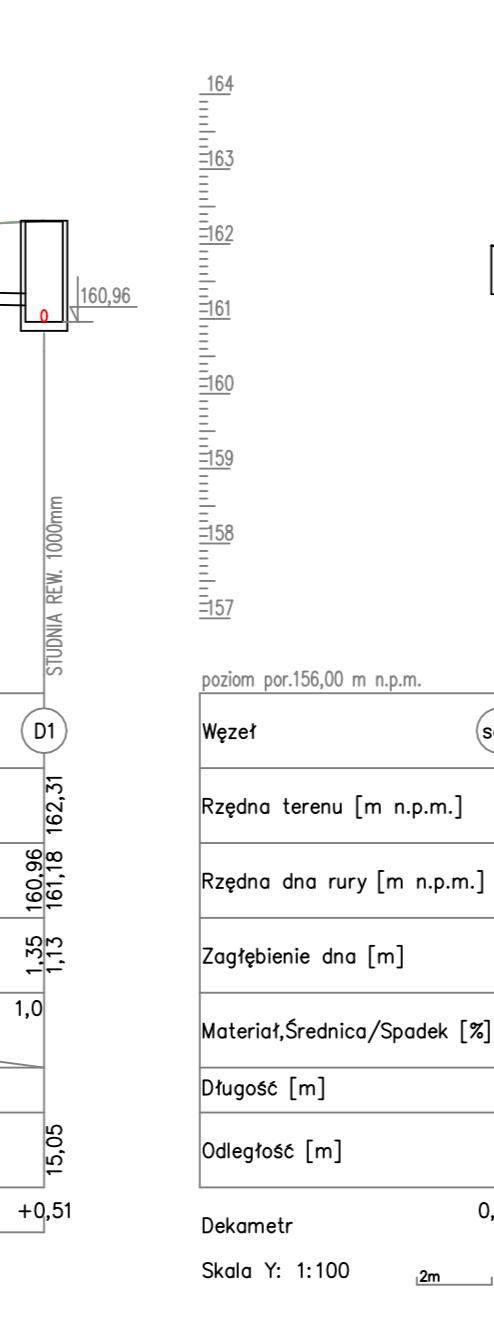 160,96
0
STUDNIA REW. 1000mm
D1
162,31
160,96
161,18
1,35
1,13
1,0
15,05
+0,51
164
163
162
161
160
159
158
157
poziom por.156,00 m n.p.m.
Węzeł
Rzędna terenu [m n.p.m.]
Rzędna dna rury [m n.p.m.]
Zagłębienie dna [m]
Materiał,Średnica/Spadek [%]
Długość [m]
Odległość [m]
0,
Dekametr
Skala Y: 1:100
2m